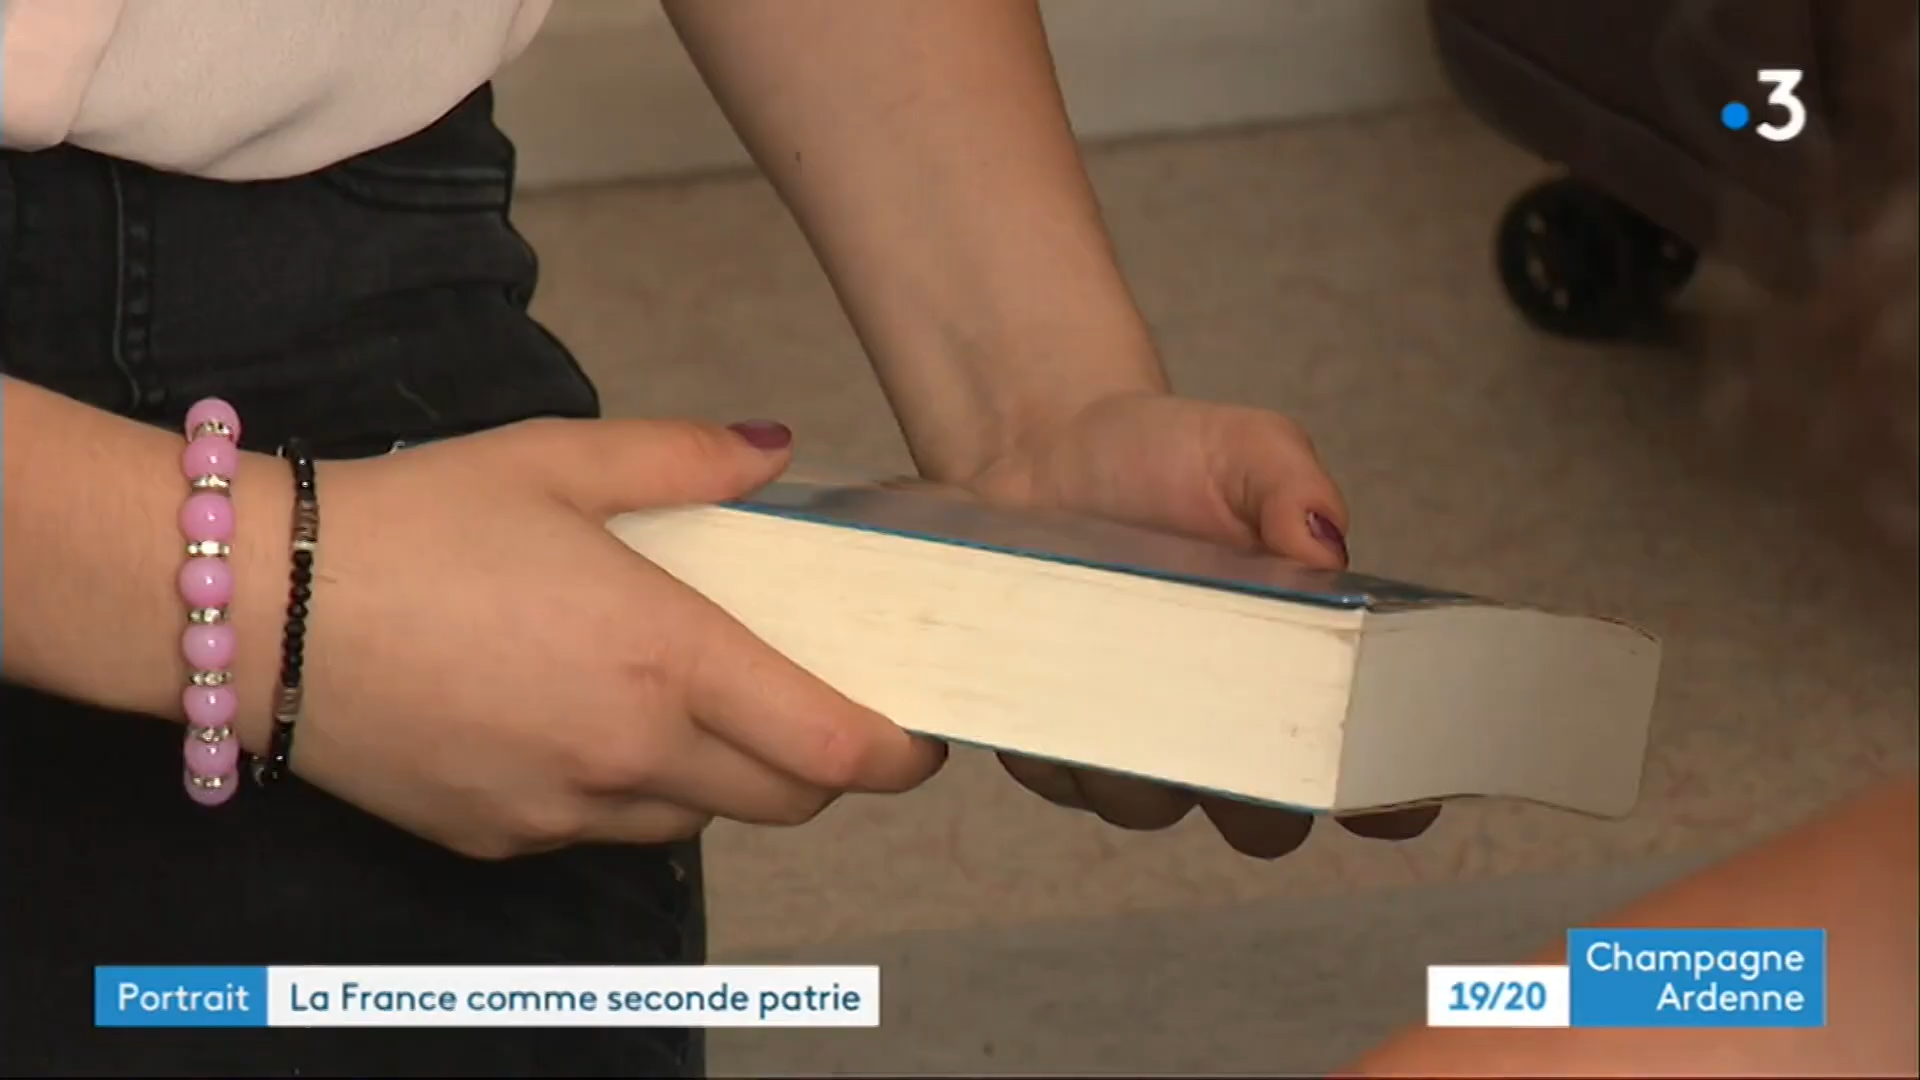 3
Portrait
La France comme seconde patrie
19/20
Champagne
Ardenne